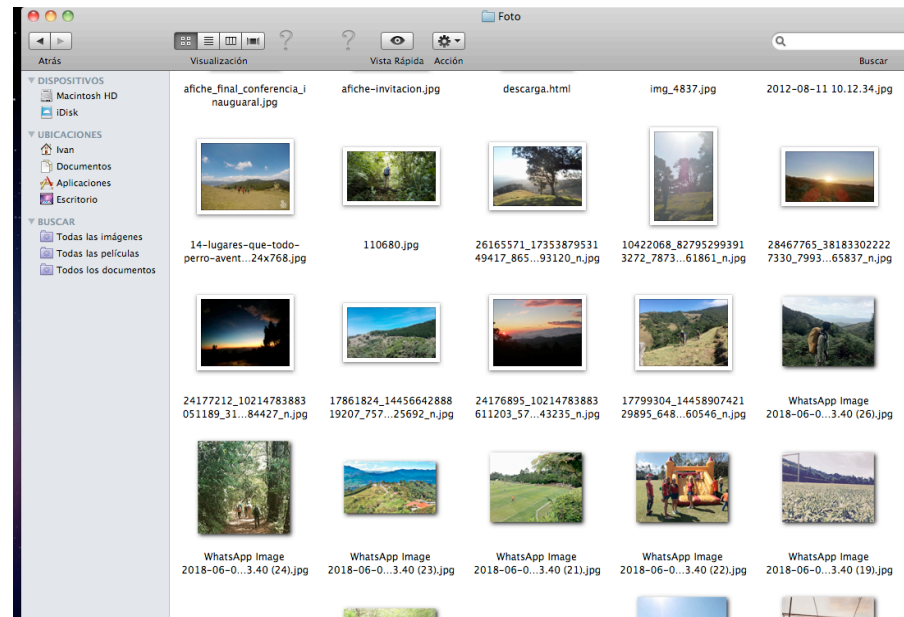 Foto
Atrás
Visualización
Vista Rápida
Acción
Buscar
DISPOSITIVOS
Macintosh HD
iDisk
UBICACIONES
Ivan
Documentos
Aplicaciones
Escritorio
BUSCAR
Todas las imágenes
Todas las películas
Todos los documentos
afiche_final_conferencia_i
nauguaral.jpg
afiche-invitacion.jpg
descarga.html
img_4837.jpg
2012-08-11 10.12.34.jpg
14-lugares-que-todo-
perro-avent...24x768.jpg
110680.jpg
26165571_17353879531
49417_865...93120_n.jpg
10422068_82795299391
3272_7873...61861_n.jpg
28467765_38183302222
7330_7993...65837_n.jpg
24177212_10214783883
051189_31...84427_n.jpg
17861824_14456642888
19207_757...25692_n.jpg
24176895_10214783883
611203_57...43235_n.jpg
17799304_14458907421
29895_648...60546_n.jpg
WhatsApp Image
2018-06-0...3.40 (26).jpg
WhatsApp Image
2018-06-0...3.40 (24).jpg
WhatsApp Image
2018-06-0...3.40 (23).jpg
WhatsApp Image
2018-06-0...3.40 (21).jpg
WhatsApp Image
2018-06-0...3.40 (22).jpg
WhatsApp Image
2018-06-0...3.40 (19).jpg